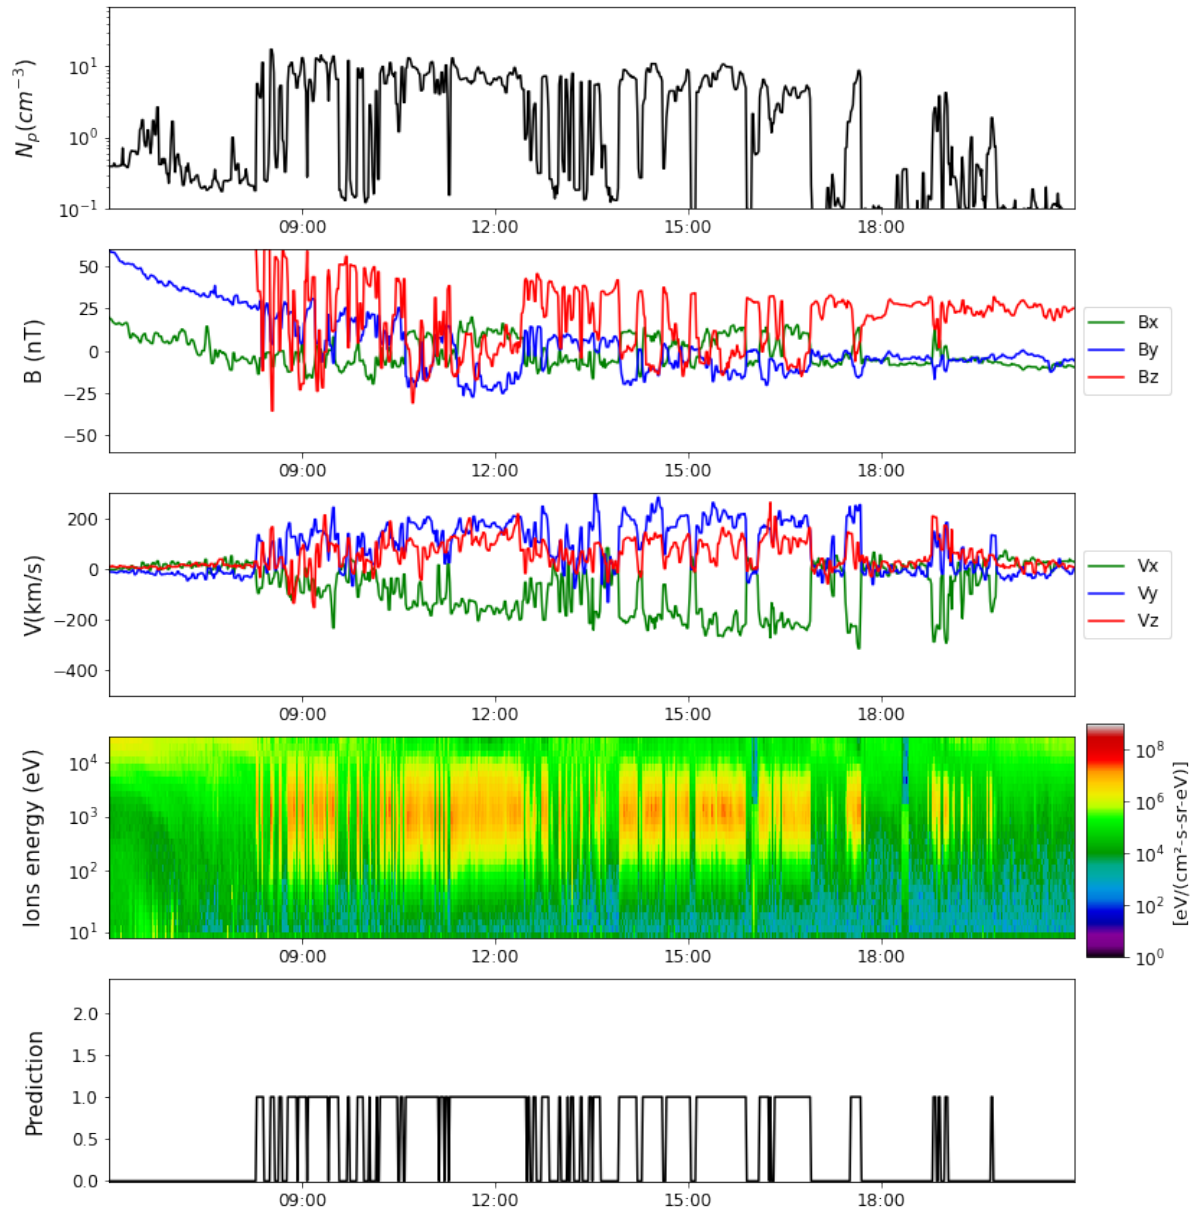 N_p(cm^{-3})
10^1
10^0
10^{-1}
09:00 12:00 15:00 18:00
B (nT)
50
25
0
−25
−50
09:00 12:00 15:00 18:00
Bx
By
Bz
V(km/s)
200
0
−200
−400
09:00 12:00 15:00 18:00
Vx
Vy
Vz
Ions energy (eV)
10^4
10^3
10^2
10^1
09:00 12:00 15:00 18:00
10^8
10^6
10^4
10^2
10^0
[eV/(cm²-s-sr-eV)]
Prediction
2.0
1.5
1.0
0.5
0.0
09:00 12:00 15:00 18:00